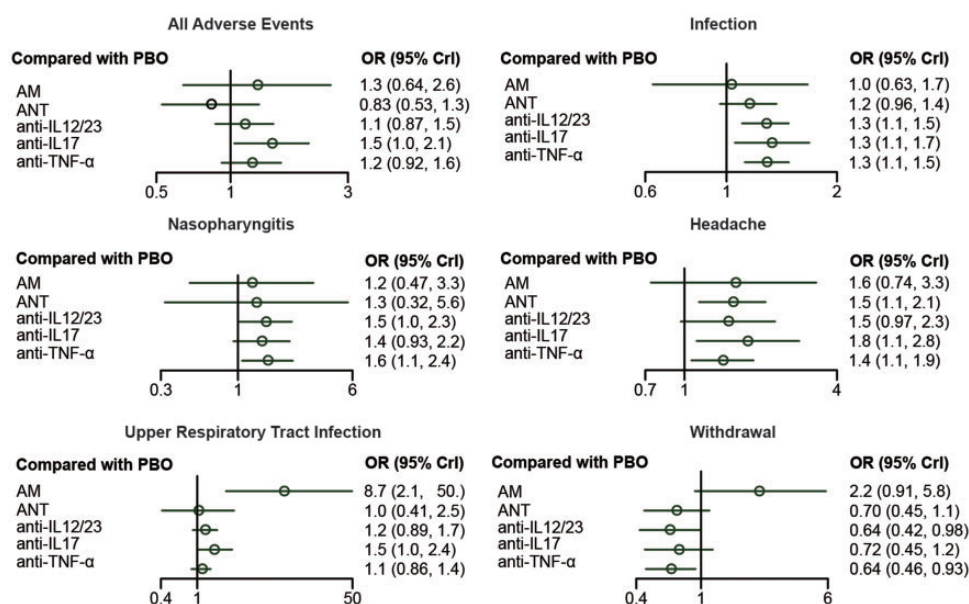 All Adverse Events
Compared with PBO OR (95% CrI)
AM 1.3 (0.64, 2.6)
ANT 0.83 (0.53, 1.3)
anti-IL12/23 1.1 (0.87, 1.5)
anti-IL17 1.5 (1.0, 2.1)
anti-TNF-α 1.2 (0.92, 1.6)
0.5 1 3
Infection
Compared with PBO OR (95% CrI)
AM 1.0 (0.63, 1.7)
ANT 1.2 (0.96, 1.4)
anti-IL12/23 1.3 (1.1, 1.5)
anti-IL17 1.3 (1.1, 1.7)
anti-TNF-α 1.3 (1.1, 1.5)
0.6 1 2
Nasopharyngitis
Compared with PBO OR (95% CrI)
AM 1.2 (0.47, 3.3)
ANT 1.3 (0.32, 5.6)
anti-IL12/23 1.5 (1.0, 2.3)
anti-IL17 1.4 (0.93, 2.2)
anti-TNF-α 1.6 (1.1, 2.4)
0.3 1 6
Headache
Compared with PBO OR (95% CrI)
AM 1.6 (0.74, 3.3)
ANT 1.5 (1.1, 2.1)
anti-IL12/23 1.5 (0.97, 2.3)
anti-IL17 1.8 (1.1, 2.8)
anti-TNF-α 1.4 (1.1, 1.9)
0.7 1 4
Upper Respiratory Tract Infection
Compared with PBO OR (95% CrI)
AM 8.7 (2.1, 50.)
ANT 1.0 (0.41, 2.5)
anti-IL12/23 1.2 (0.89, 1.7)
anti-IL17 1.5 (1.0, 2.4)
anti-TNF-α 1.1 (0.86, 1.4)
0.4 1 50
Withdrawal
Compared with PBO OR (95% CrI)
AM 2.2 (0.91, 5.8)
ANT 0.70 (0.45, 1.1)
anti-IL12/23 0.64 (0.42, 0.98)
anti-IL17 0.72 (0.45, 1.2)
anti-TNF-α 0.64 (0.46, 0.93)
0.4 1 6